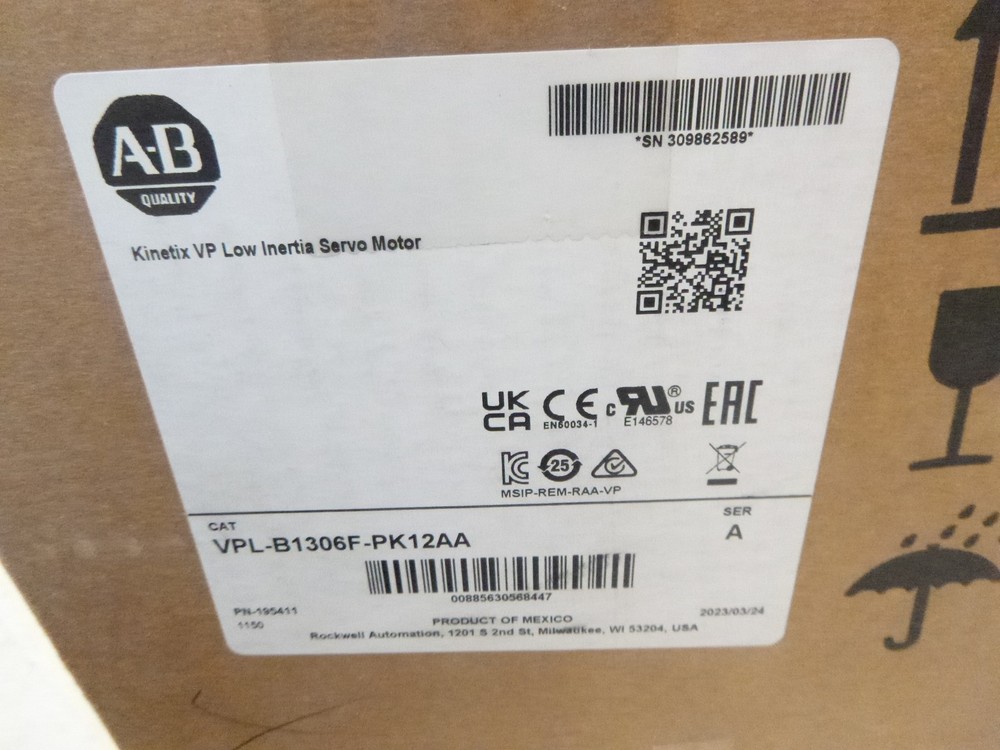 A-B
QUALITY
*SN 309862589*
Kinetix VP Low Inertia Servo Motor
UK CA CE c RU® US EAC
EN60034-1 E146578
KC 25
MSIP-REM-RAA-VP
CAT
VPL-B1306F-PK12AA
SER
A
00885630568447
PN-195411
1150
PRODUCT OF MEXICO
2023/03/24
Rockwell Automation, 1201 S 2nd St, Milwaukee, WI 53204, USA